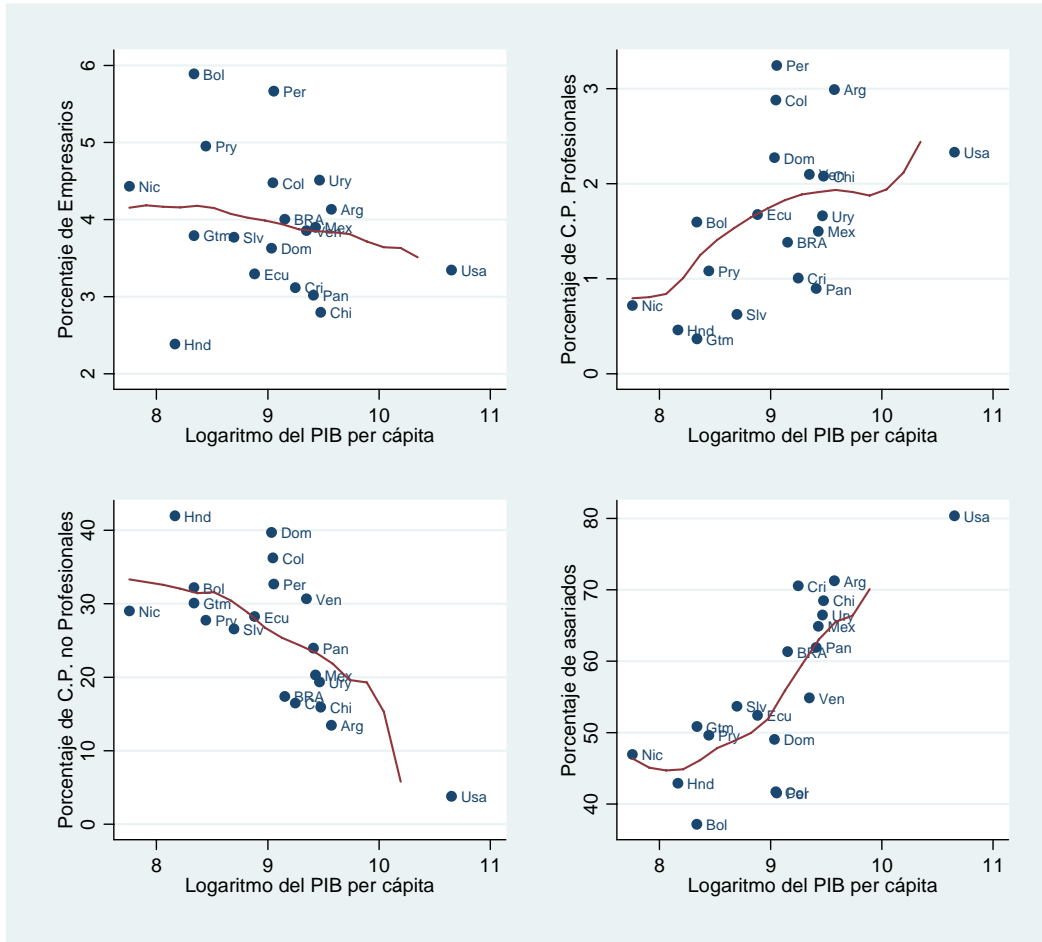 Porcentaje de Empresarios
6
5
4
3
2
Bol
Per
Pry
Nic
Col
Ury
Arg
BRA
Mex
Ven
Gtm
Slv
Dom
Ecu
Usa
Cri
Pan
Chi
Hnd
8 9 10 11
Logaritmo del PIB per cápita
Porcentaje de C.P. Profesionales
3
2
1
0
Per
Col
Arg
Dom
Usa
Ven
Chi
Ecu
Ury
Bol
Mex
BRA
Pry
Cri
Pan
Nic
Slv
Hnd
Gtm
8 9 10 11
Logaritmo del PIB per cápita
Porcentaje de C.P. no Profesionales
40
30
20
10
0
Hnd
Dom
Col
Per
Bol
Ven
Gtm
Nic
Pry
Ecu
Slv
Pan
Mex
Ury
BRA
Cri
Chi
Arg
Usa
8 9 10 11
Logaritmo del PIB per cápita
Porcentaje de asariados
80
70
60
50
40
Usa
Arg
Cri
Chi
Ury
Mex
Pan
BRA
Ven
Slv
Ecu
Gtm
Pry
Dom
Nic
Hnd
Col
Per
Bol
8 9 10 11
Logaritmo del PIB per cápita